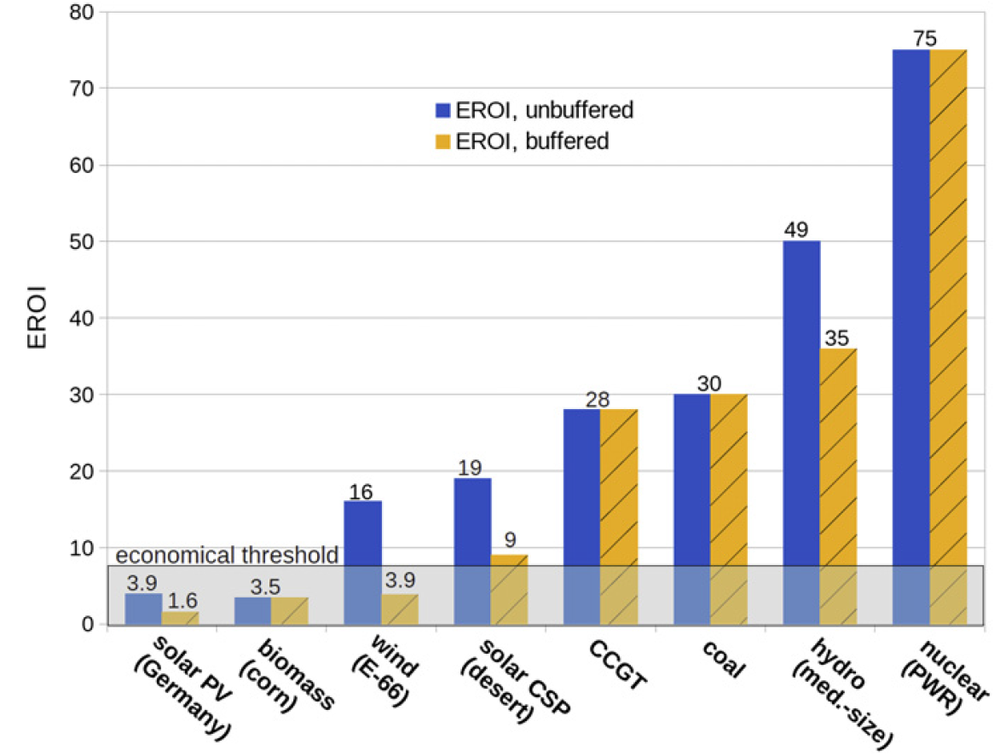 80
70
60
50
40
30
20
10
0
EROI
EROI, unbuffered
EROI, buffered
economical threshold
3.9
1.6
3.5
16
3.9
19
9
28
30
49
35
75
solar PV
(Germany)
biomass
(corn)
wind
(E-66)
solar CSP
(desert)
CCGT
coal
hydro
(med.-size)
nuclear
(PWR)